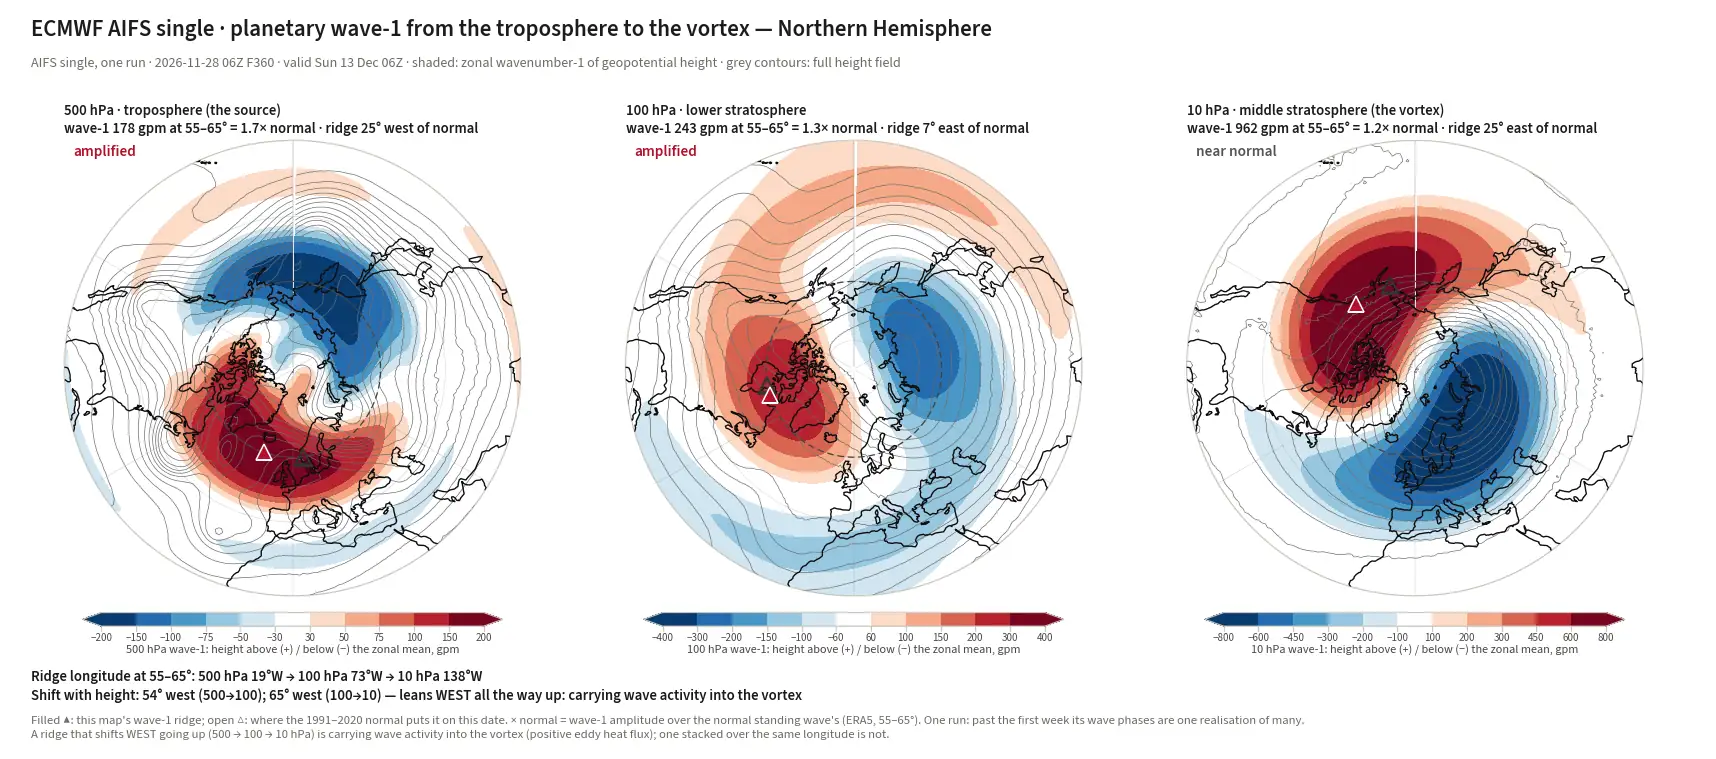 ECMWF AIFS single · planetary wave-1 from the troposphere to the vortex — Northern Hemisphere
AIFS single, one run · 2026-11-28 06Z F360 · valid Sun 13 Dec 06Z · shaded: zonal wavenumber-1 of geopotential height · grey contours: full height field
500 hPa · troposphere (the source)
wave-1 178 gpm at 55–65° = 1.7× normal · ridge 25° west of normal
amplified
100 hPa · lower stratosphere
wave-1 243 gpm at 55–65° = 1.3× normal · ridge 7° east of normal
amplified
10 hPa · middle stratosphere (the vortex)
wave-1 962 gpm at 55–65° = 1.2× normal · ridge 25° east of normal
near normal
−200 −150 −100 −75 −50 −30 30 50 75 100 150 200
500 hPa wave-1: height above (+) / below (−) the zonal mean, gpm
−400 −300 −200 −150 −100 −60 60 100 150 200 300 400
100 hPa wave-1: height above (+) / below (−) the zonal mean, gpm
−800 −600 −450 −300 −200 −100 100 200 300 450 600 800
10 hPa wave-1: height above (+) / below (−) the zonal mean, gpm
Ridge longitude at 55–65°: 500 hPa 19°W → 100 hPa 73°W → 10 hPa 138°W
Shift with height: 54° west (500→100); 65° west (100→10) — leans WEST all the way up: carrying wave activity into the vortex
Filled ▲: this map's wave-1 ridge; open △: where the 1991–2020 normal puts it on this date. × normal = wave-1 amplitude over the normal standing wave's (ERA5, 55–65°). One run: past the first week its wave phases are one realisation of many.
A ridge that shifts WEST going up (500 → 100 → 10 hPa) is carrying wave activity into the vortex (positive eddy heat flux); one stacked over the same longitude is not.